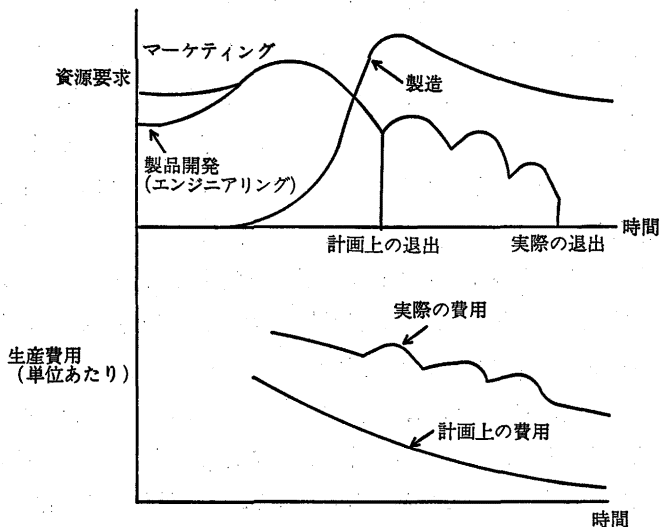 マーケティング
資源要求
製造
製品開発
(エンジニアリング)
時間
計画上の退出
実際の退出
実際の費用
生産費用
(単位あたり)
計画上の費用
時間